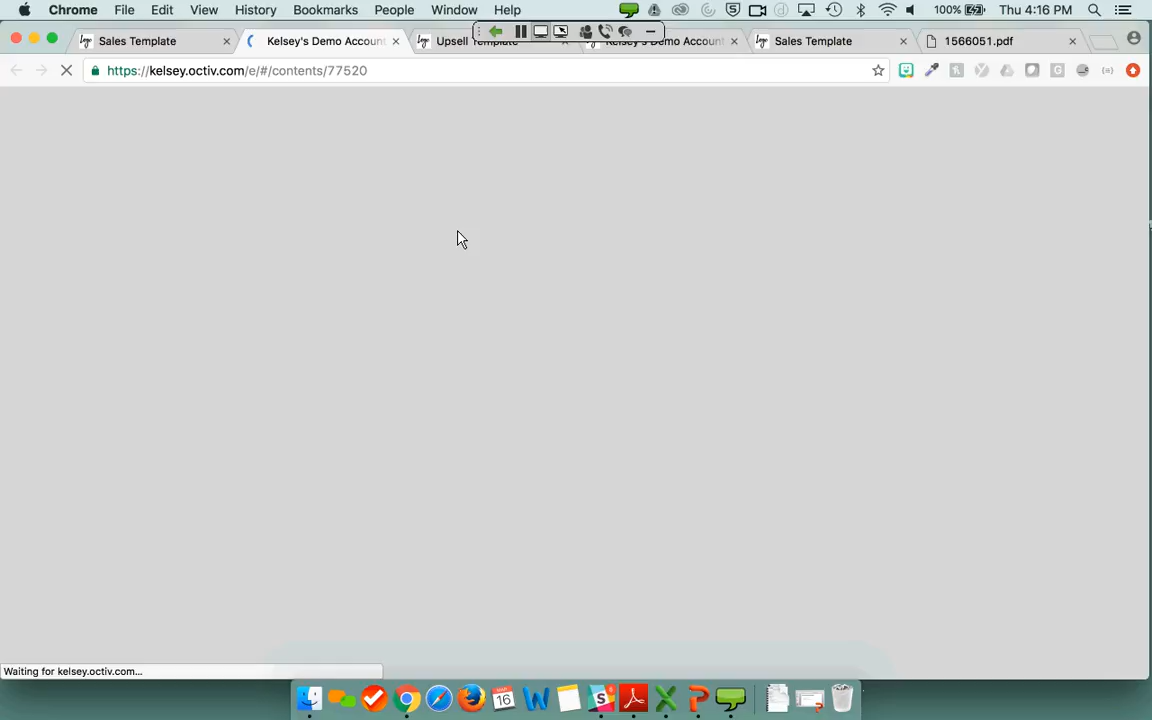 Chrome File Edit View History Bookmarks People Window Help 100% Thu 4:16 PM
Sales Template Kelsey's Demo Account Upsell Template Kelsey's Demo Account Sales Template 1566051.pdf
https://kelsey.octiv.com/e/#/contents/77520
Waiting for kelsey.octiv.com...
MAR
16